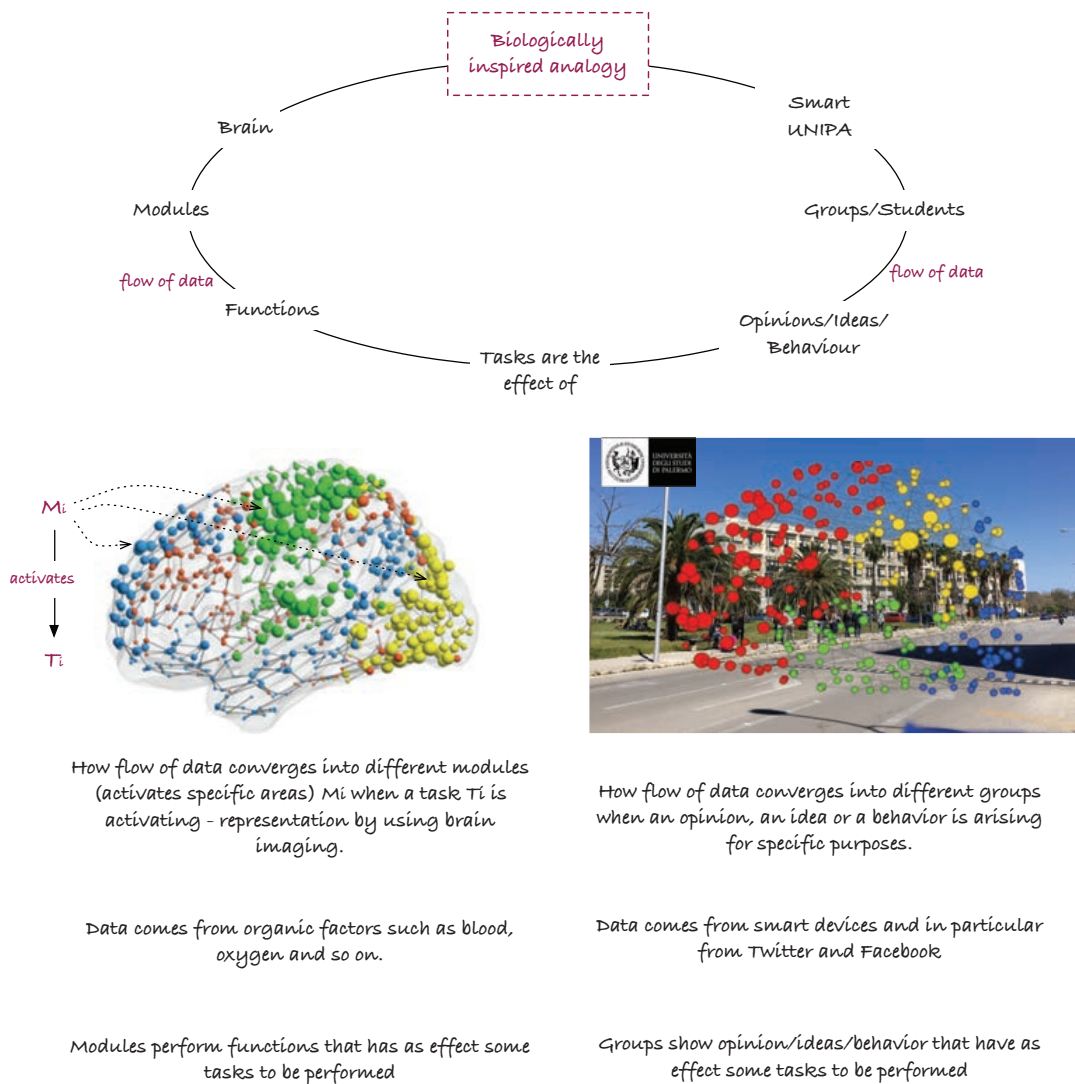 Biologically
inspired analogy
Brain
Smart
UNIPA
Modules
Groups/Students
flow of data
flow of data
Functions
Opinions/Ideas/
Behaviour
Tasks are the
effect of
UNIVERSITÀ
DEGLI STUDI
DI PALERMO
Mi
activates
Ti
How flow of data converges into different modules
(activates specific areas) Mi when a task Ti is
activating - representation by using brain
imaging.
How flow of data converges into different groups
when an opinion, an idea or a behavior is arising
for specific purposes.
Data comes from organic factors such as blood,
oxygen and so on.
Data comes from smart devices and in particular
from Twitter and Facebook
Modules perform functions that has as effect some
tasks to be performed
Groups show opinion/ideas/behavior that have as
effect some tasks to be performed